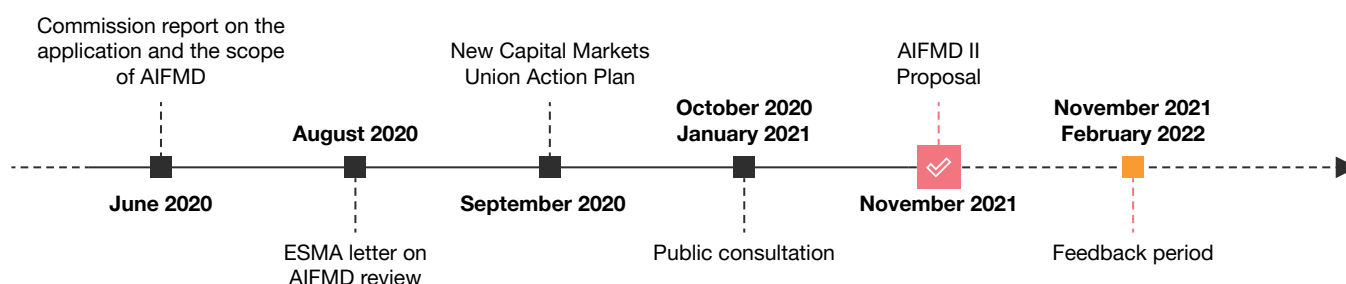 Commission report on the
application and the scope
of AIFMD
June 2020
August 2020
ESMA letter on
AIFMD review
New Capital Markets
Union Action Plan
September 2020
October 2020
January 2021
Public consultation
AIFMD II
Proposal
November 2021
November 2021
February 2022
Feedback period